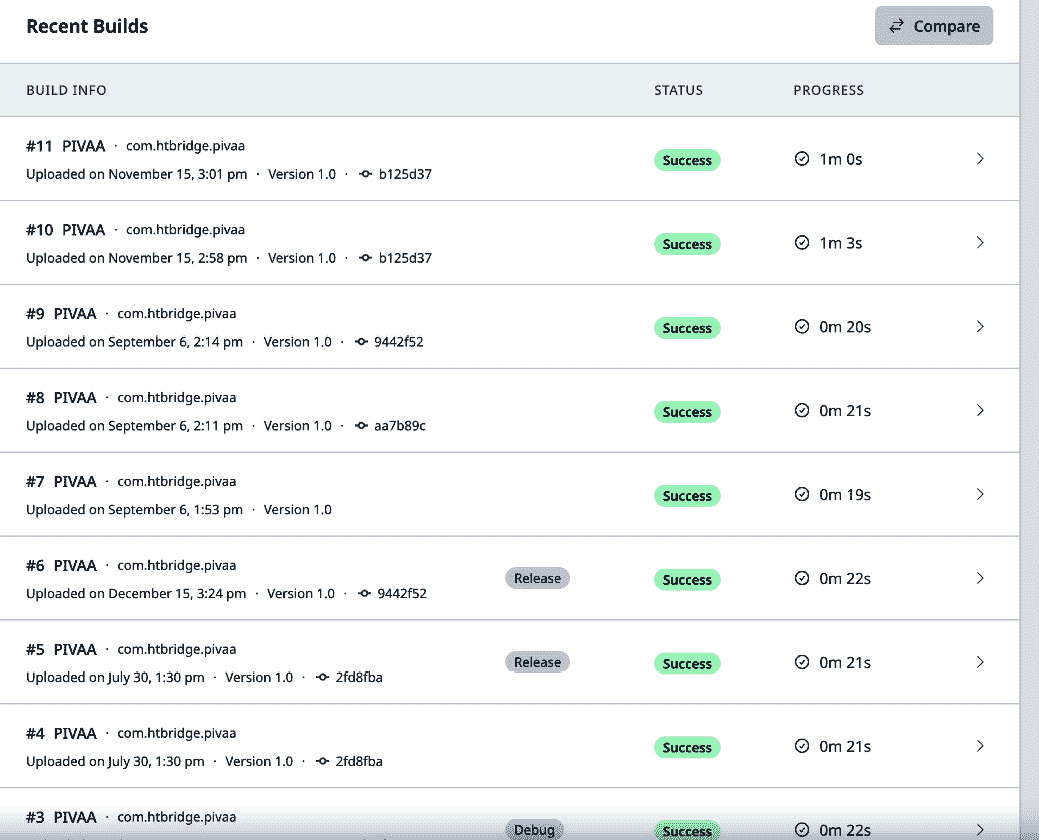 Recent Builds
Compare
BUILD INFO STATUS PROGRESS
#11 PIVAA · com.htbridge.pivaa
Uploaded on November 15, 3:01 pm · Version 1.0 · b125d37
Success 1m 0s
#10 PIVAA · com.htbridge.pivaa
Uploaded on November 15, 2:58 pm · Version 1.0 · b125d37
Success 1m 3s
#9 PIVAA · com.htbridge.pivaa
Uploaded on September 6, 2:14 pm · Version 1.0 · 9442f52
Success 0m 20s
#8 PIVAA · com.htbridge.pivaa
Uploaded on September 6, 2:11 pm · Version 1.0 · aa7b89c
Success 0m 21s
#7 PIVAA · com.htbridge.pivaa
Uploaded on September 6, 1:53 pm · Version 1.0
Success 0m 19s
#6 PIVAA · com.htbridge.pivaa
Uploaded on December 15, 3:24 pm · Version 1.0 · 9442f52
Release Success 0m 22s
#5 PIVAA · com.htbridge.pivaa
Uploaded on July 30, 1:30 pm · Version 1.0 · 2fd8fba
Release Success 0m 21s
#4 PIVAA · com.htbridge.pivaa
Uploaded on July 30, 1:30 pm · Version 1.0 · 2fd8fba
Success 0m 21s
#3 PIVAA · com.htbridge.pivaa
Debug Success 0m 22s